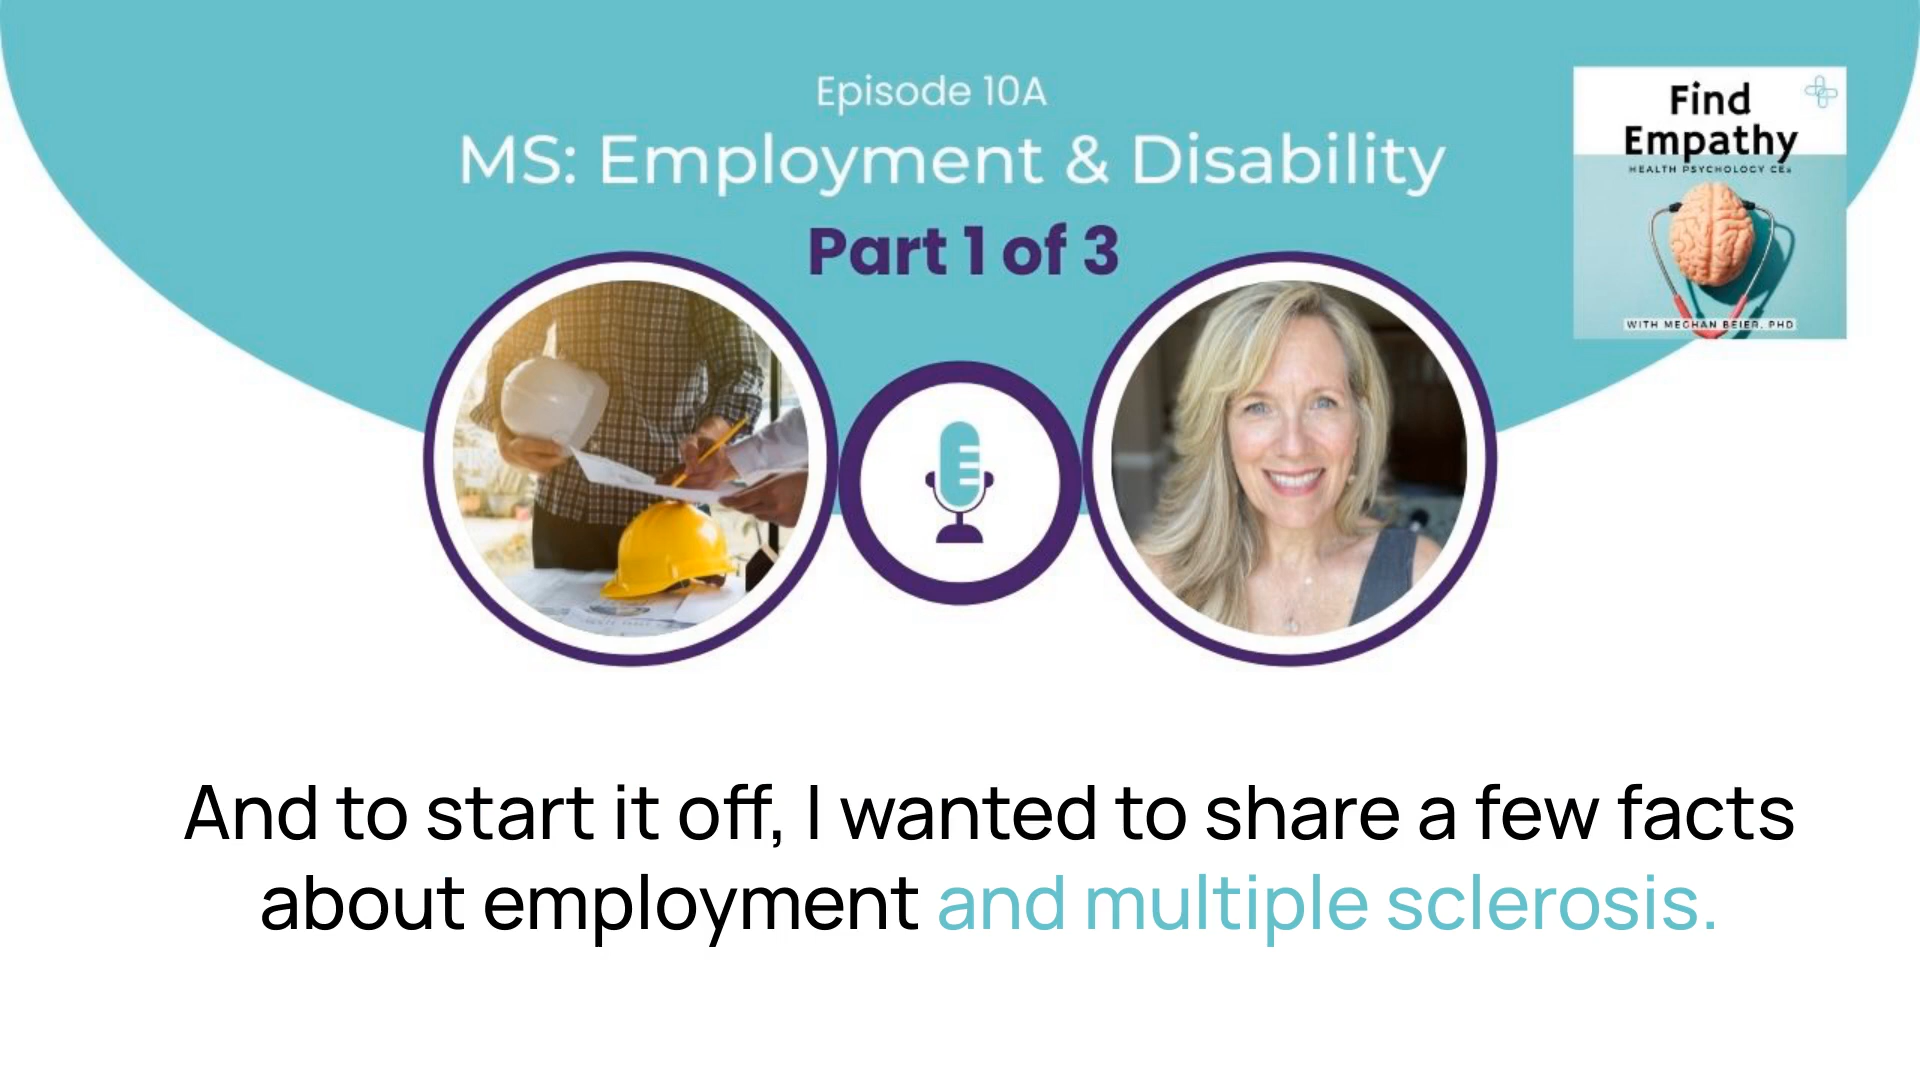 Episode 10A
MS: Employment & Disability
Part 1 of 3
Find
Empathy
HEALTH PSYCHOLOGY CEs
WITH MEGHAN BEIER, PHD
And to start it off, I wanted to share a few facts
about employment and multiple sclerosis.